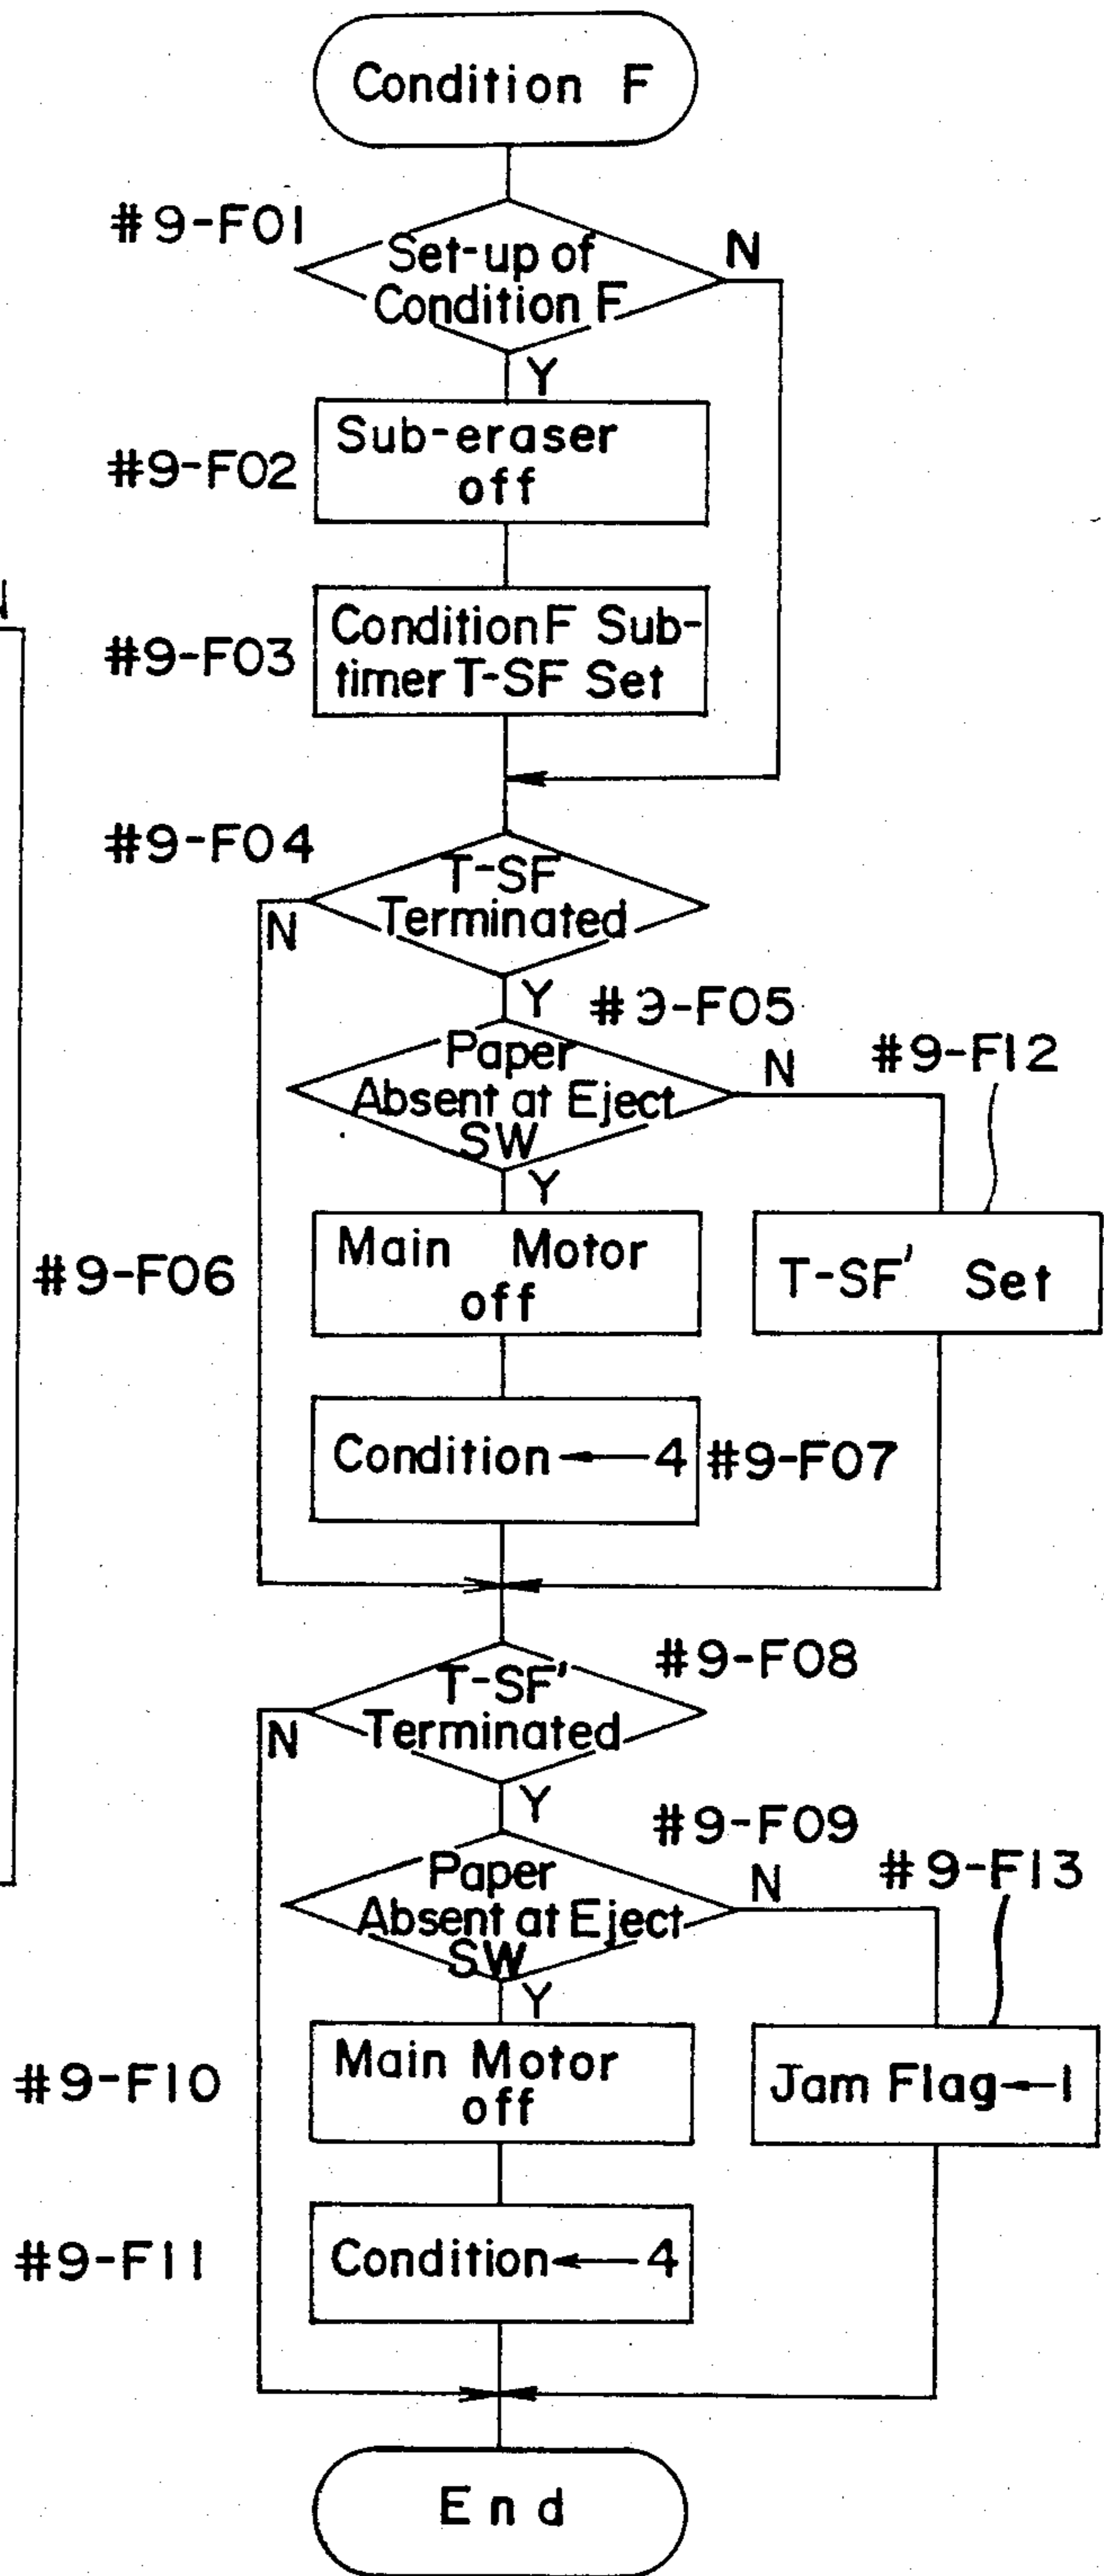 Condition F
#9-F01
Set-up of
Condition F
N
Y
#9-F02
Sub-eraser
off
#9-F03
Condition F Sub-
timer T-SF Set
#9-F04
T-SF
Terminated
N
Y
#9-F05
Paper
Absent at Eject
SW
N
#9-F12
Y
#9-F06
Main Motor
off
T-SF' Set
Condition ← 4
#9-F07
#9-F08
T-SF'
Terminated
N
Y
#9-F09
Paper
Absent at Eject
SW
N
#9-F13
Y
#9-F10
Main Motor
off
Jam Flag ← 1
#9-F11
Condition ← 4
End